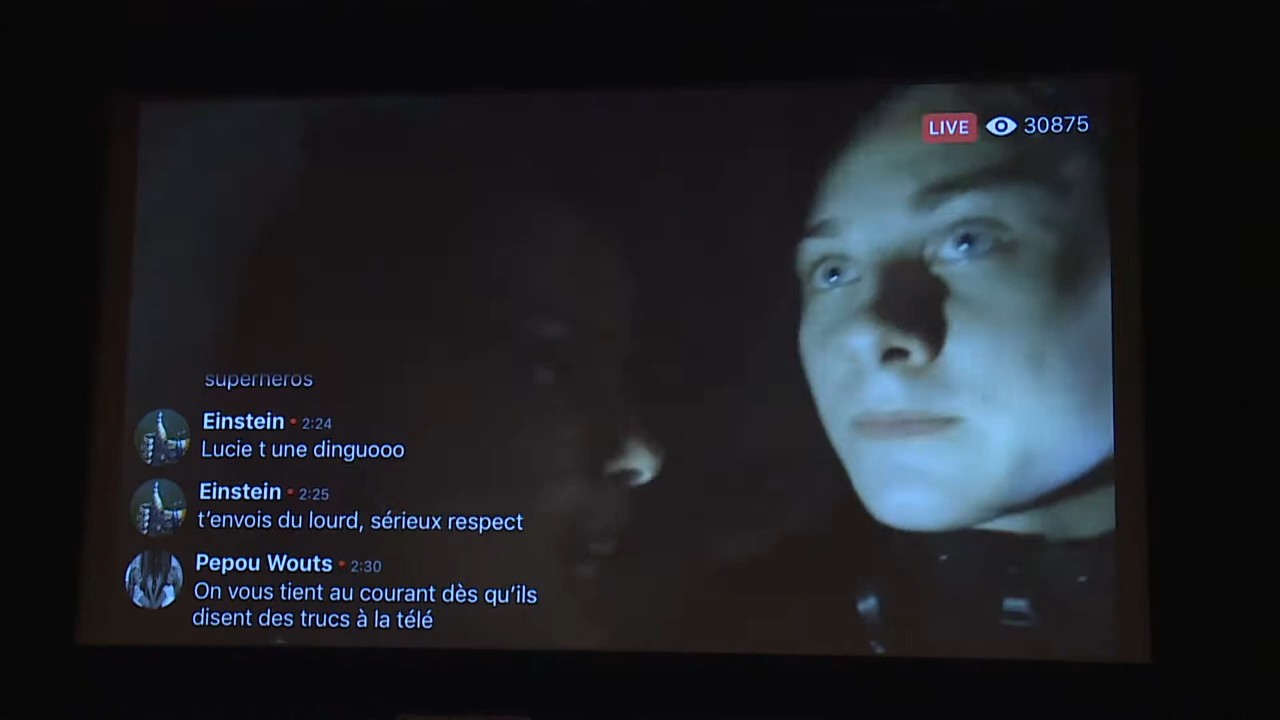 LIVE 30875
superhéros
Einstein • 2:24
Lucie t une dinguooo
Einstein • 2:25
t'envois du lourd, sérieux respect
Pepou Wouts • 2:30
On vous tient au courant dès qu'ils
disent des trucs à la télé